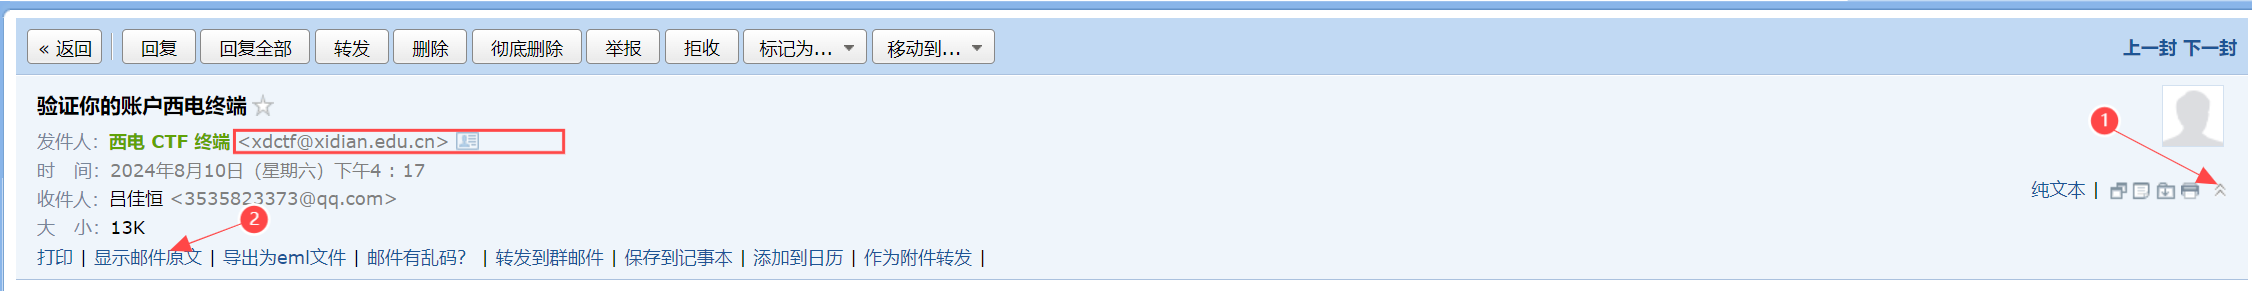 « 返回 回复 回复全部 转发 删除 彻底删除 举报 拒收 标记为... 移动到... 上一封 下一封
验证你的账户西电终端
1
发件人：西电 CTF 终端 <xdctf@xidian.edu.cn>
时 间：2024年8月10日（星期六）下午4：17
纯文本 |
收件人：吕佳恒 <3535823373@qq.com>
2
大 小：13K
打印 | 显示邮件原文 | 导出为eml文件 | 邮件有乱码？ | 转发到群邮件 | 保存到记事本 | 添加到日历 | 作为附件转发 |